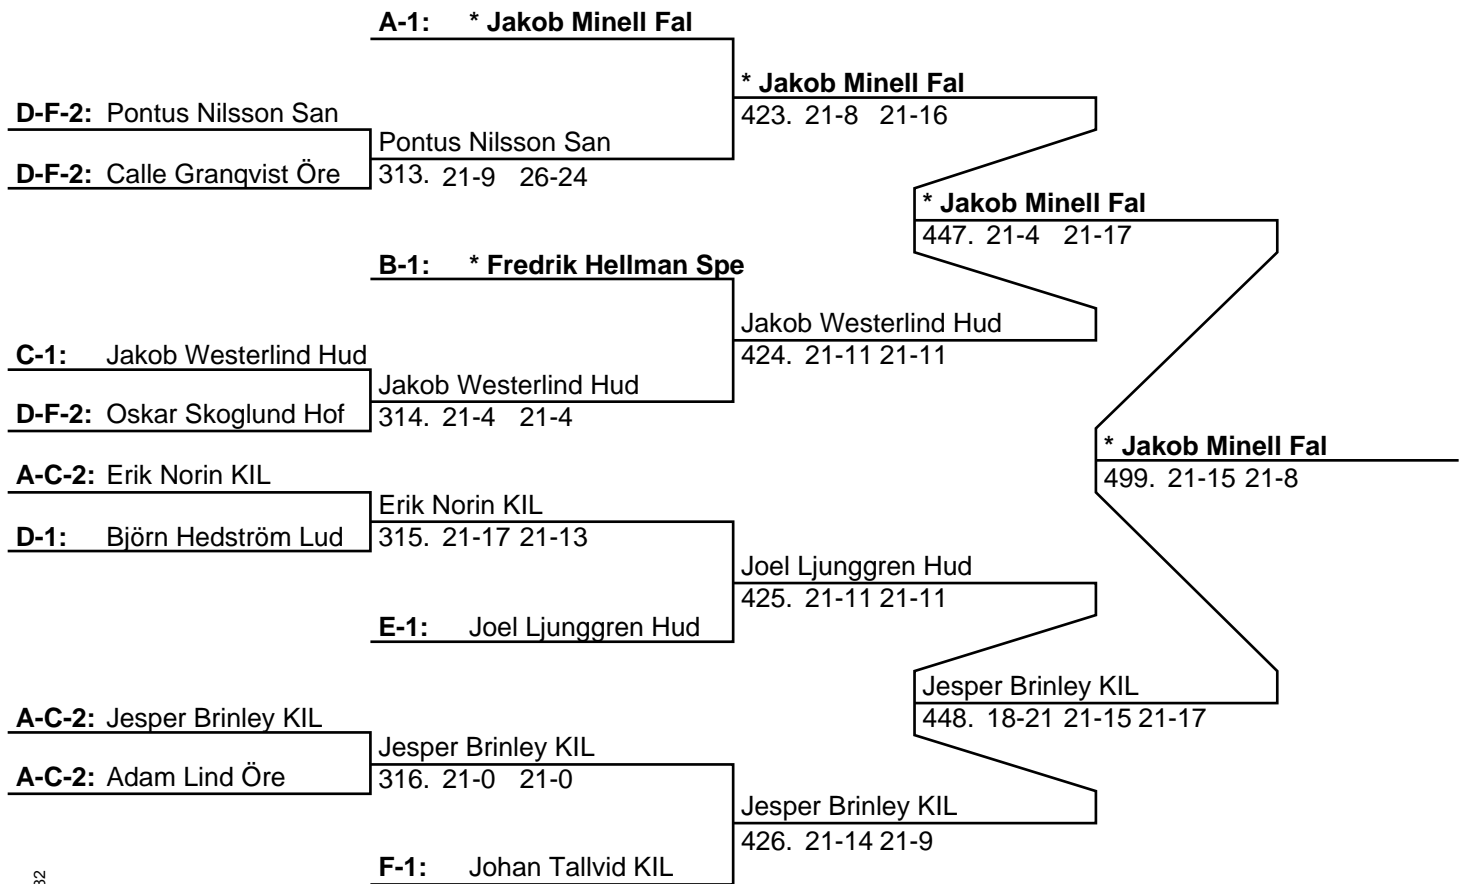 A-1: * Jakob Minell Fal
* Jakob Minell Fal
423. 21-8 21-16
D-F-2: Pontus Nilsson San
Pontus Nilsson San
313. 21-9 26-24
D-F-2: Calle Granqvist Öre
* Jakob Minell Fal
447. 21-4 21-17
B-1: * Fredrik Hellman Spe
Jakob Westerlind Hud
424. 21-11 21-11
C-1: Jakob Westerlind Hud
Jakob Westerlind Hud
314. 21-4 21-4
D-F-2: Oskar Skoglund Hof
* Jakob Minell Fal
499. 21-15 21-8
A-C-2: Erik Norin KIL
Erik Norin KIL
315. 21-17 21-13
D-1: Björn Hedström Lud
Joel Ljunggren Hud
425. 21-11 21-11
E-1: Joel Ljunggren Hud
Jesper Brinley KIL
448. 18-21 21-15 21-17
A-C-2: Jesper Brinley KIL
Jesper Brinley KIL
316. 21-0 21-0
A-C-2: Adam Lind Öre
Jesper Brinley KIL
426. 21-14 21-9
F-1: Johan Tallvid KIL